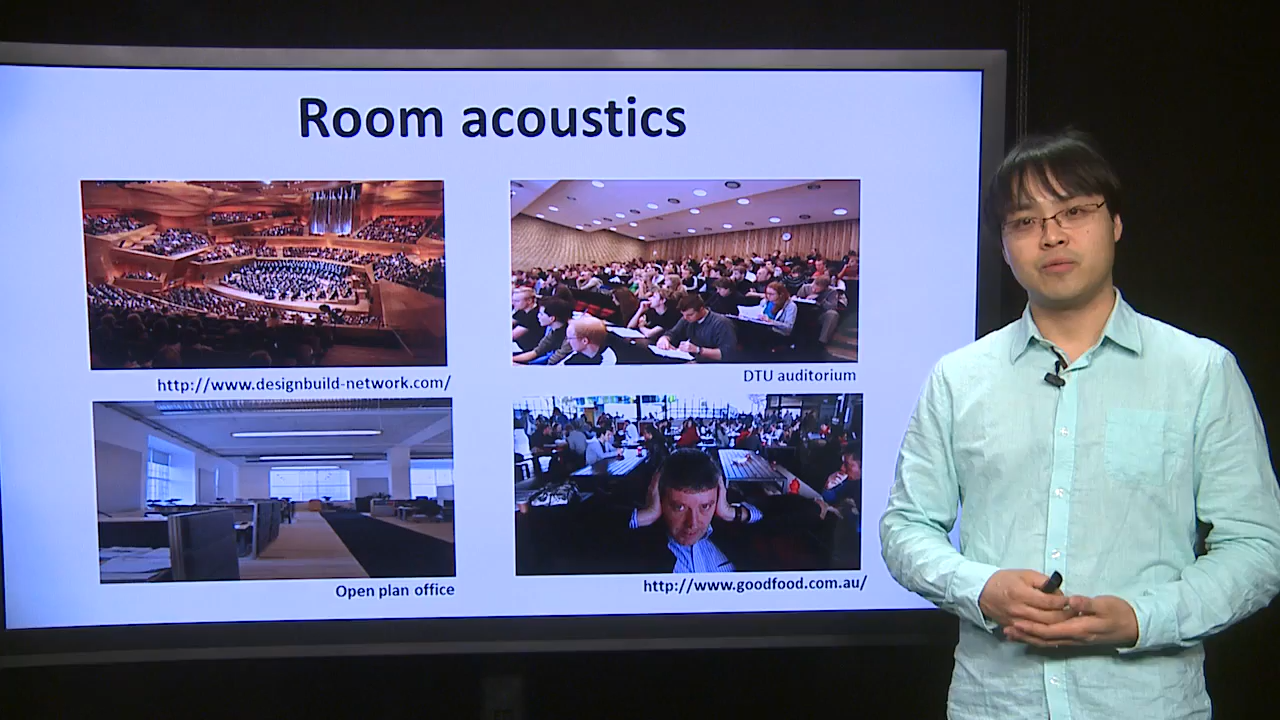 Room acoustics
http://www.designbuild-network.com/
DTU auditorium
Open plan office
http://www.goodfood.com.au/